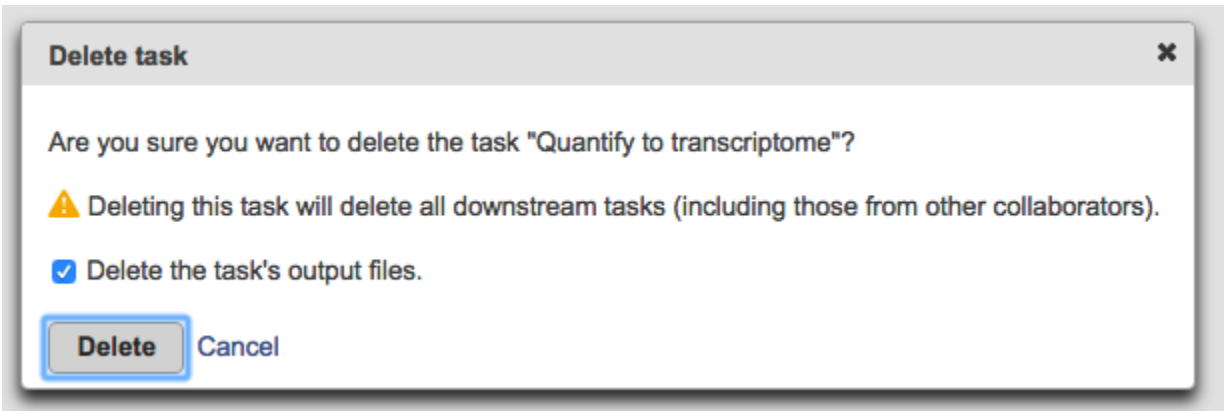 Delete task
Are you sure you want to delete the task "Quantify to transcriptome"?
Deleting this task will delete all downstream tasks (including those from other collaborators).
Delete the task's output files.
Delete Cancel